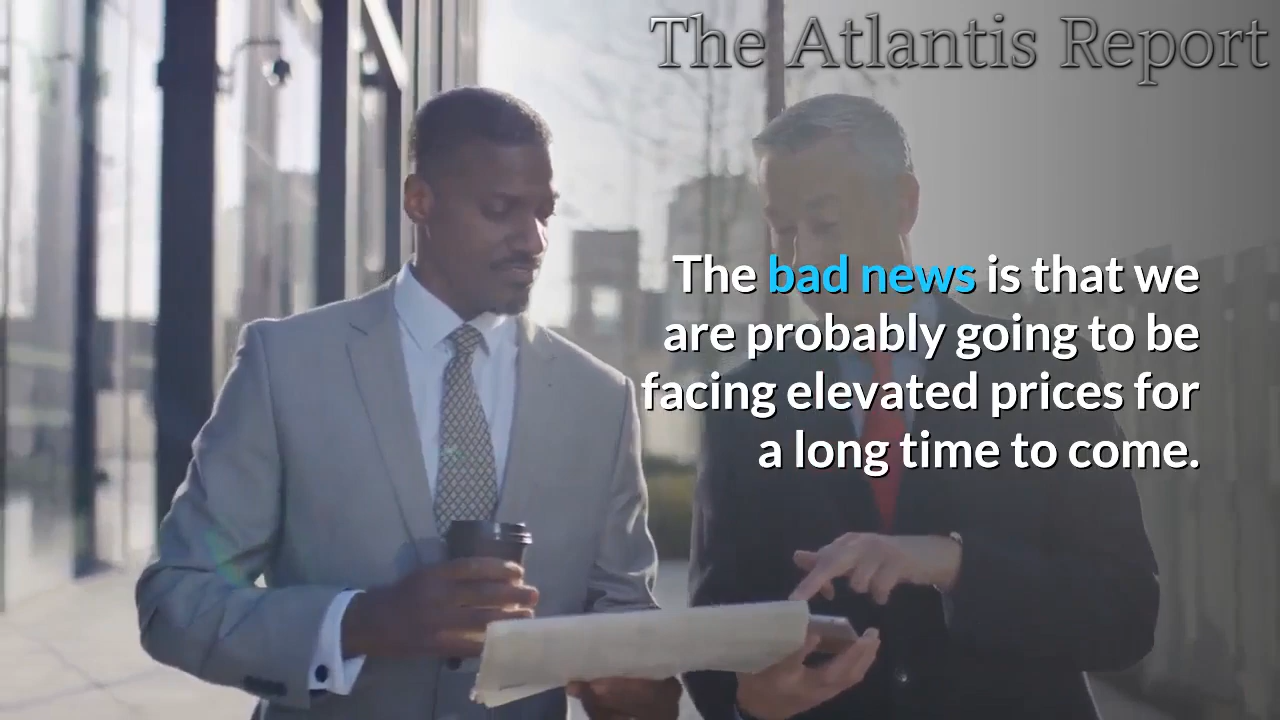 The Atlantis Report
The bad news is that we
are probably going to be
facing elevated prices for
a long time to come.